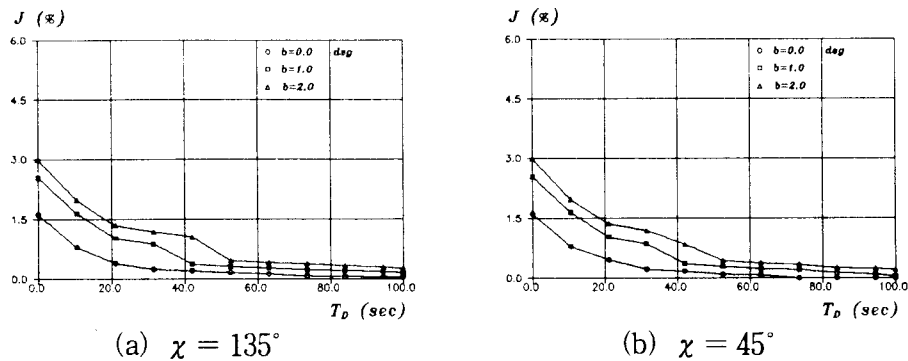 J (%)
6.0
4.5
3.0
1.5
0.0
b=0.0 deg
b=1.0
b=2.0
0.0 20.0 40.0 60.0 80.0 100.0
T_D (sec)
(a) χ = 135°
J (%)
6.0
4.5
3.0
1.5
0.0
b=0.0 deg
b=1.0
b=2.0
0.0 20.0 40.0 60.0 80.0 100.0
T_D (sec)
(b) χ = 45°